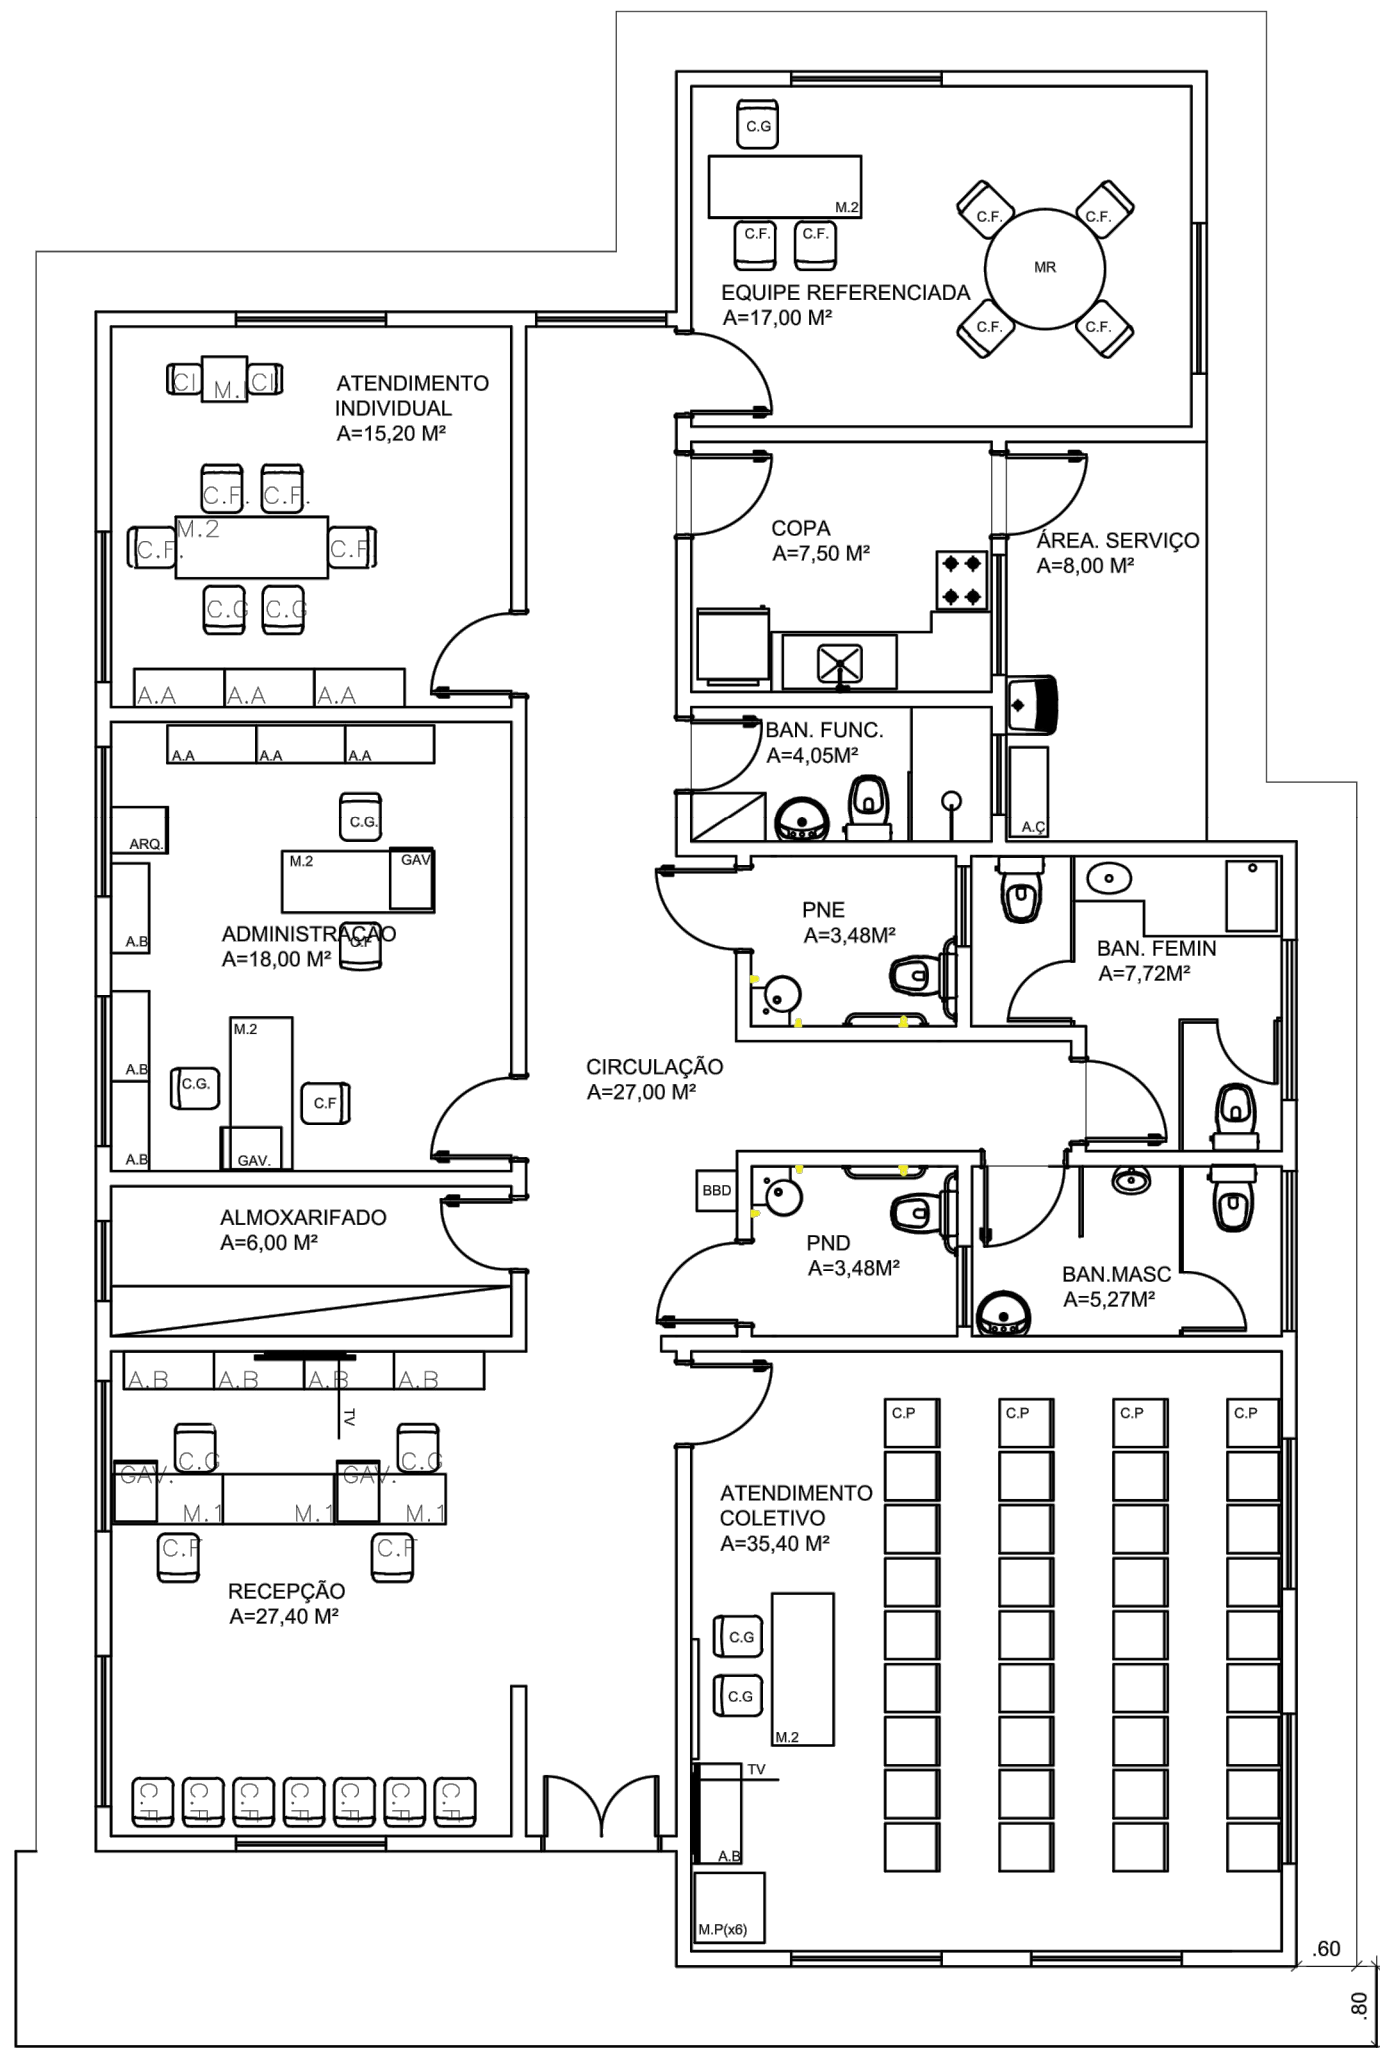 C.G
M.2
C.F.
C.F.
C.F.
C.F.
MR
C.F.
C.F.
EQUIPE REFERENCIADA
A=17,00 M²
CI
M.
CI
ATENDIMENTO
INDIVIDUAL
A=15,20 M²
C.F.
C.F.
M.2
C.F.
C.F
C.G
C.G
A.A
A.A
A.A
COPA
A=7,50 M²
ÁREA. SERVIÇO
A=8,00 M²
BAN. FUNC.
A=4,05M²
A.Ç
A.A
A.A
A.A
ARQ.
C.G.
M.2
GAV
A.B
ADMINISTRAÇÃO
C.F
A=18,00 M²
PNE
A=3,48M²
BAN. FEMIN
A=7,72M²
M.2
A.B
C.G.
C.F
A.B
GAV.
CIRCULAÇÃO
A=27,00 M²
BBD
ALMOXARIFADO
A=6,00 M²
PND
A=3,48M²
BAN.MASC
A=5,27M²
A.B
A.B
A.B
A.B
TV
C.G
C.G
GAV.
GAV.
M.1
M.1
M.1
C.F
C.F
RECEPÇÃO
A=27,40 M²
C.P
C.P
C.P
C.P
ATENDIMENTO
COLETIVO
A=35,40 M²
C.G
C.G
M.2
TV
A.B
M.P(x6)
C.F
C.F
C.F
C.F
C.F
C.F
C.F
.60
.80